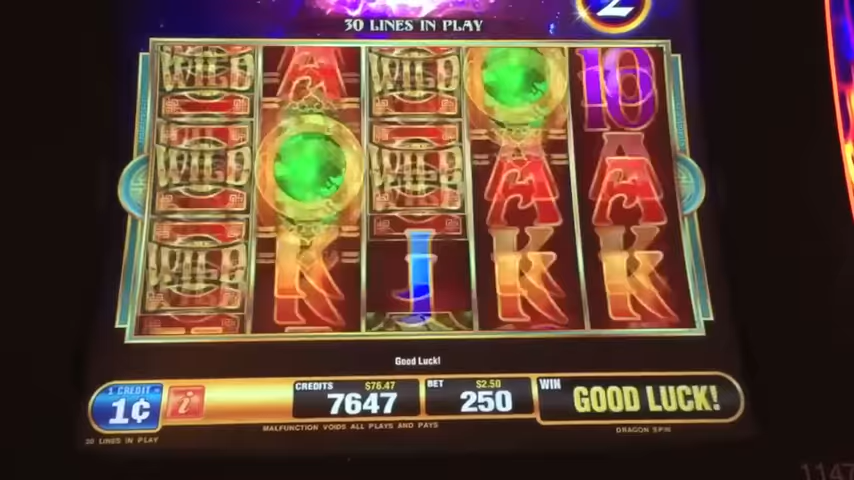 2
30 LINES IN PLAY
WILD A WILD 10
WILD WILD A A
WILD K J K K
Good Luck!
1 CREDIT =
1¢
i
CREDITS $76.47
7647
BET $2.50
250
WIN
GOOD LUCK!
30 LINES IN PLAY
MALFUNCTION VOIDS ALL PLAYS AND PAYS
DRAGON SPIN
1147